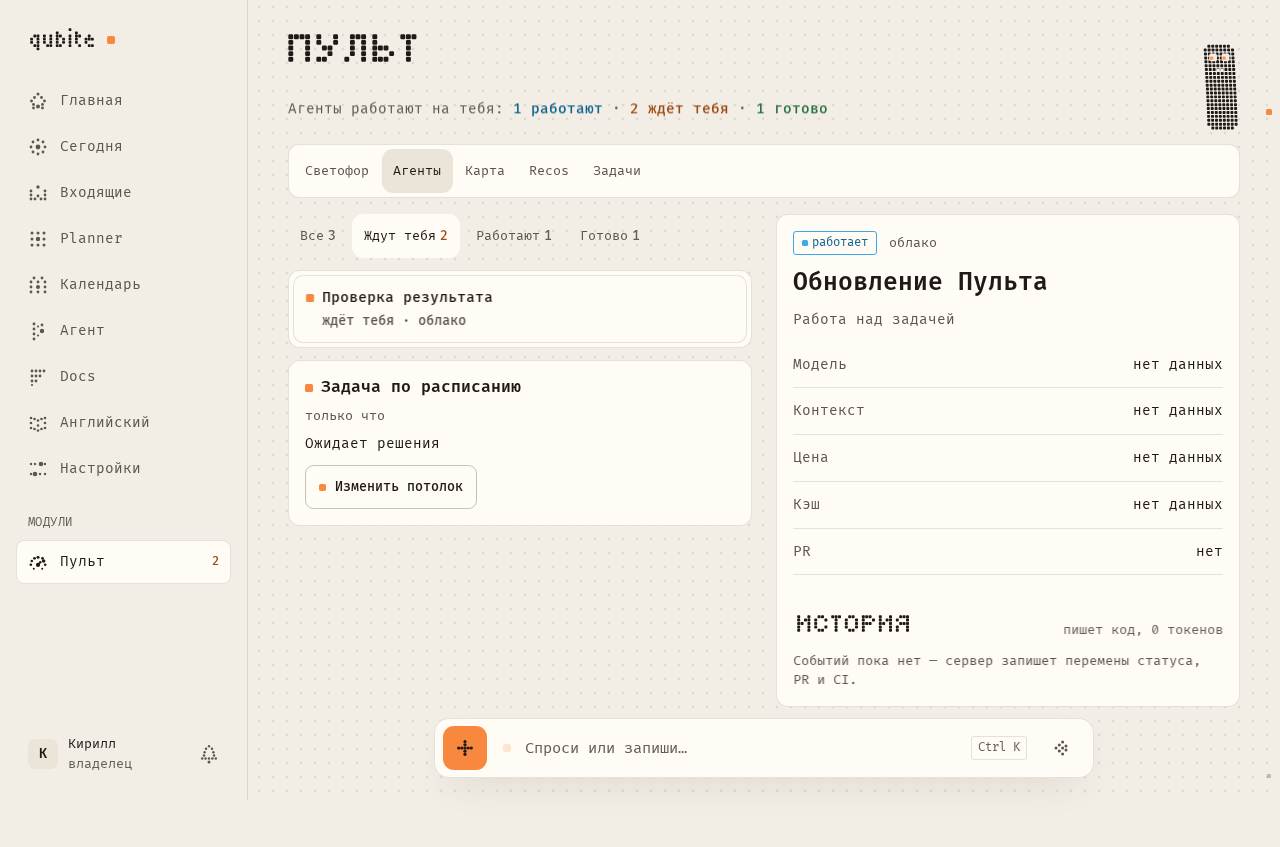 qubite
Главная
Сегодня
Входящие
Planner
Календарь
Агент
Docs
Английский
Настройки
МОДУЛИ
Пульт 2
К
Кирилл
владелец
ПУЛЬТ
Агенты работают на тебя: 1 работают · 2 ждёт тебя · 1 готово
Светофор Агенты Карта Recos Задачи
Все 3 Ждут тебя 2 Работают 1 Готово 1
Проверка результата
ждёт тебя · облако
Задача по расписанию
только что
Ожидает решения
Изменить потолок
работает облако
Обновление Пульта
Работа над задачей
Модель нет данных
Контекст нет данных
Цена нет данных
Кэш нет данных
PR нет
ИСТОРИЯ пишет код, 0 токенов
Событий пока нет — сервер запишет перемены статуса,
PR и CI.
Спроси или запиши… Ctrl K